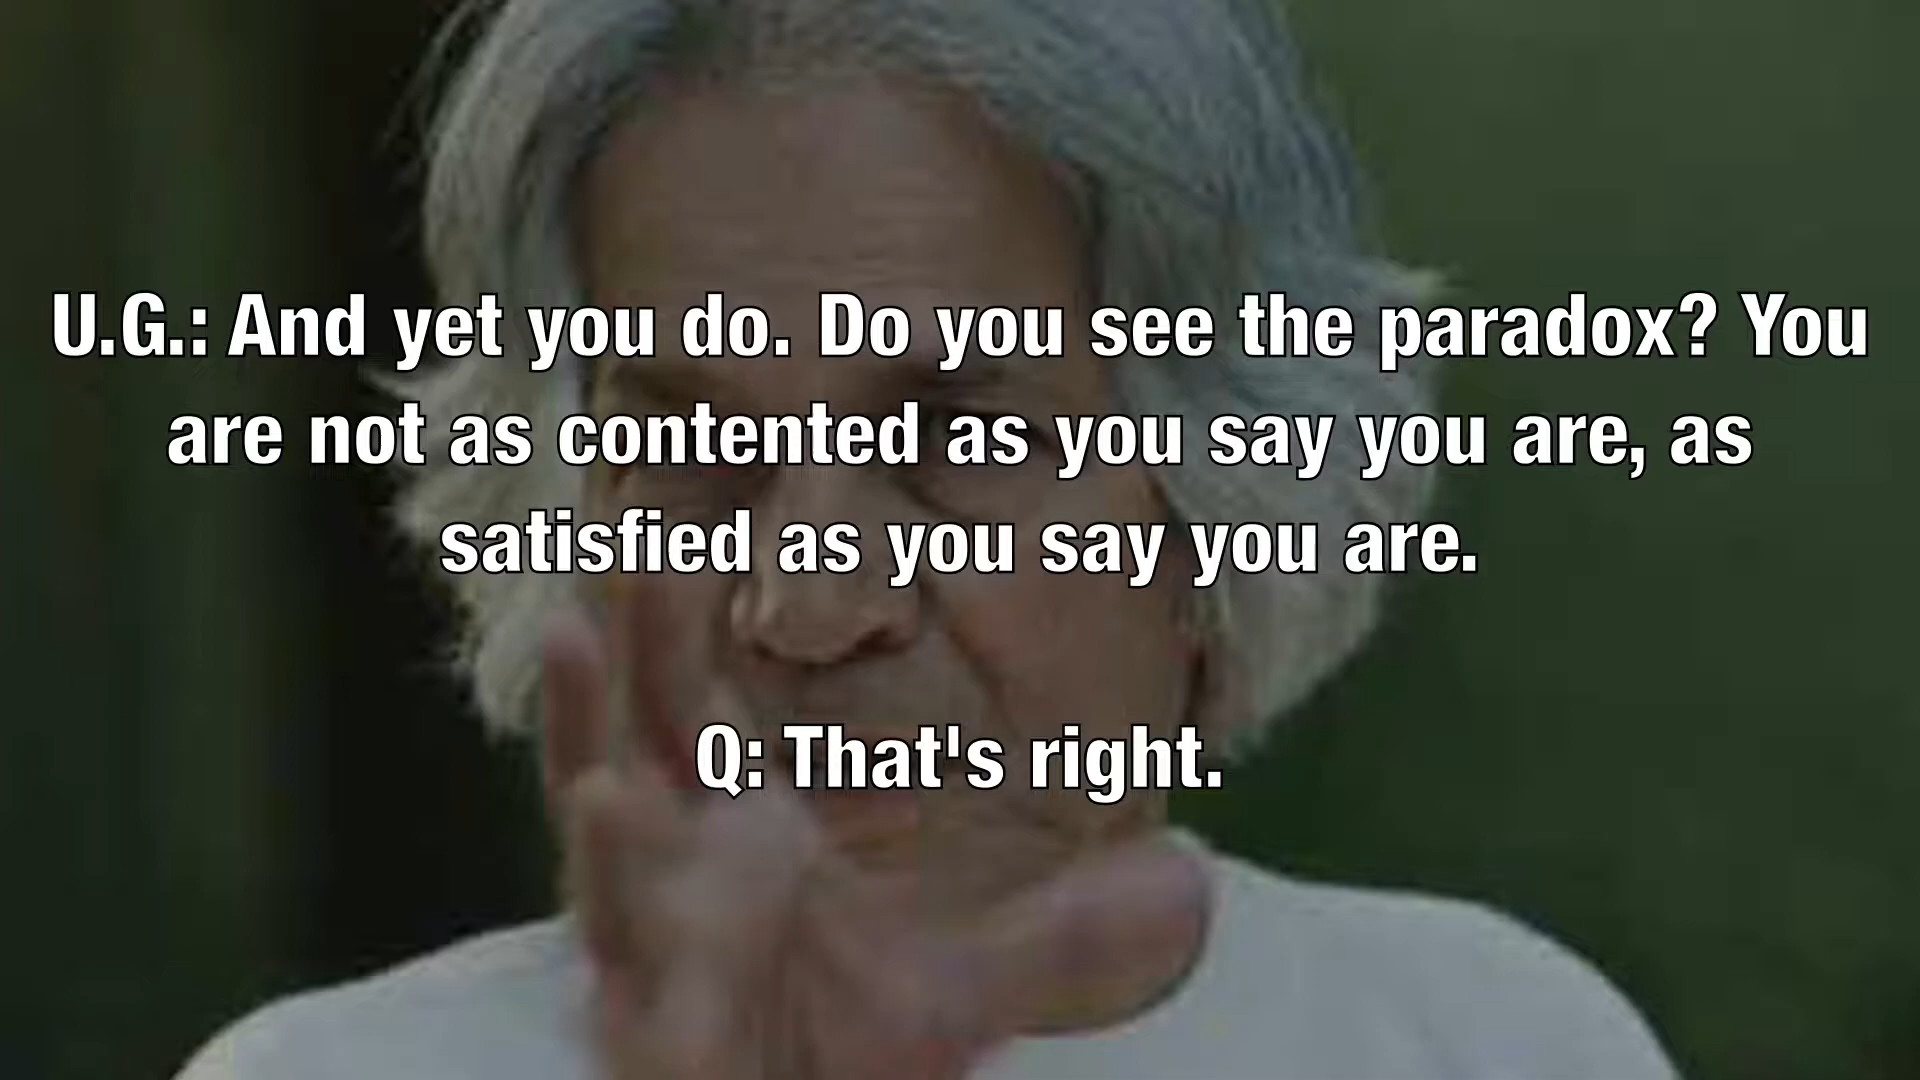 U.G.: And yet you do. Do you see the paradox? You
are not as contented as you say you are, as
satisfied as you say you are.
Q: That's right.